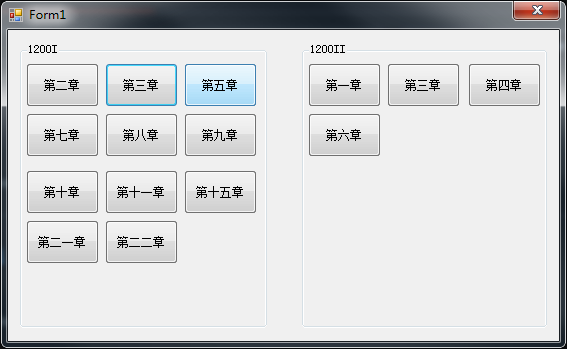 Form1
1200I
第二章 第三章 第五章
第七章 第八章 第九章
第十章 第十一章 第十五章
第二一章 第二二章
1200II
第一章 第三章 第四章
第六章